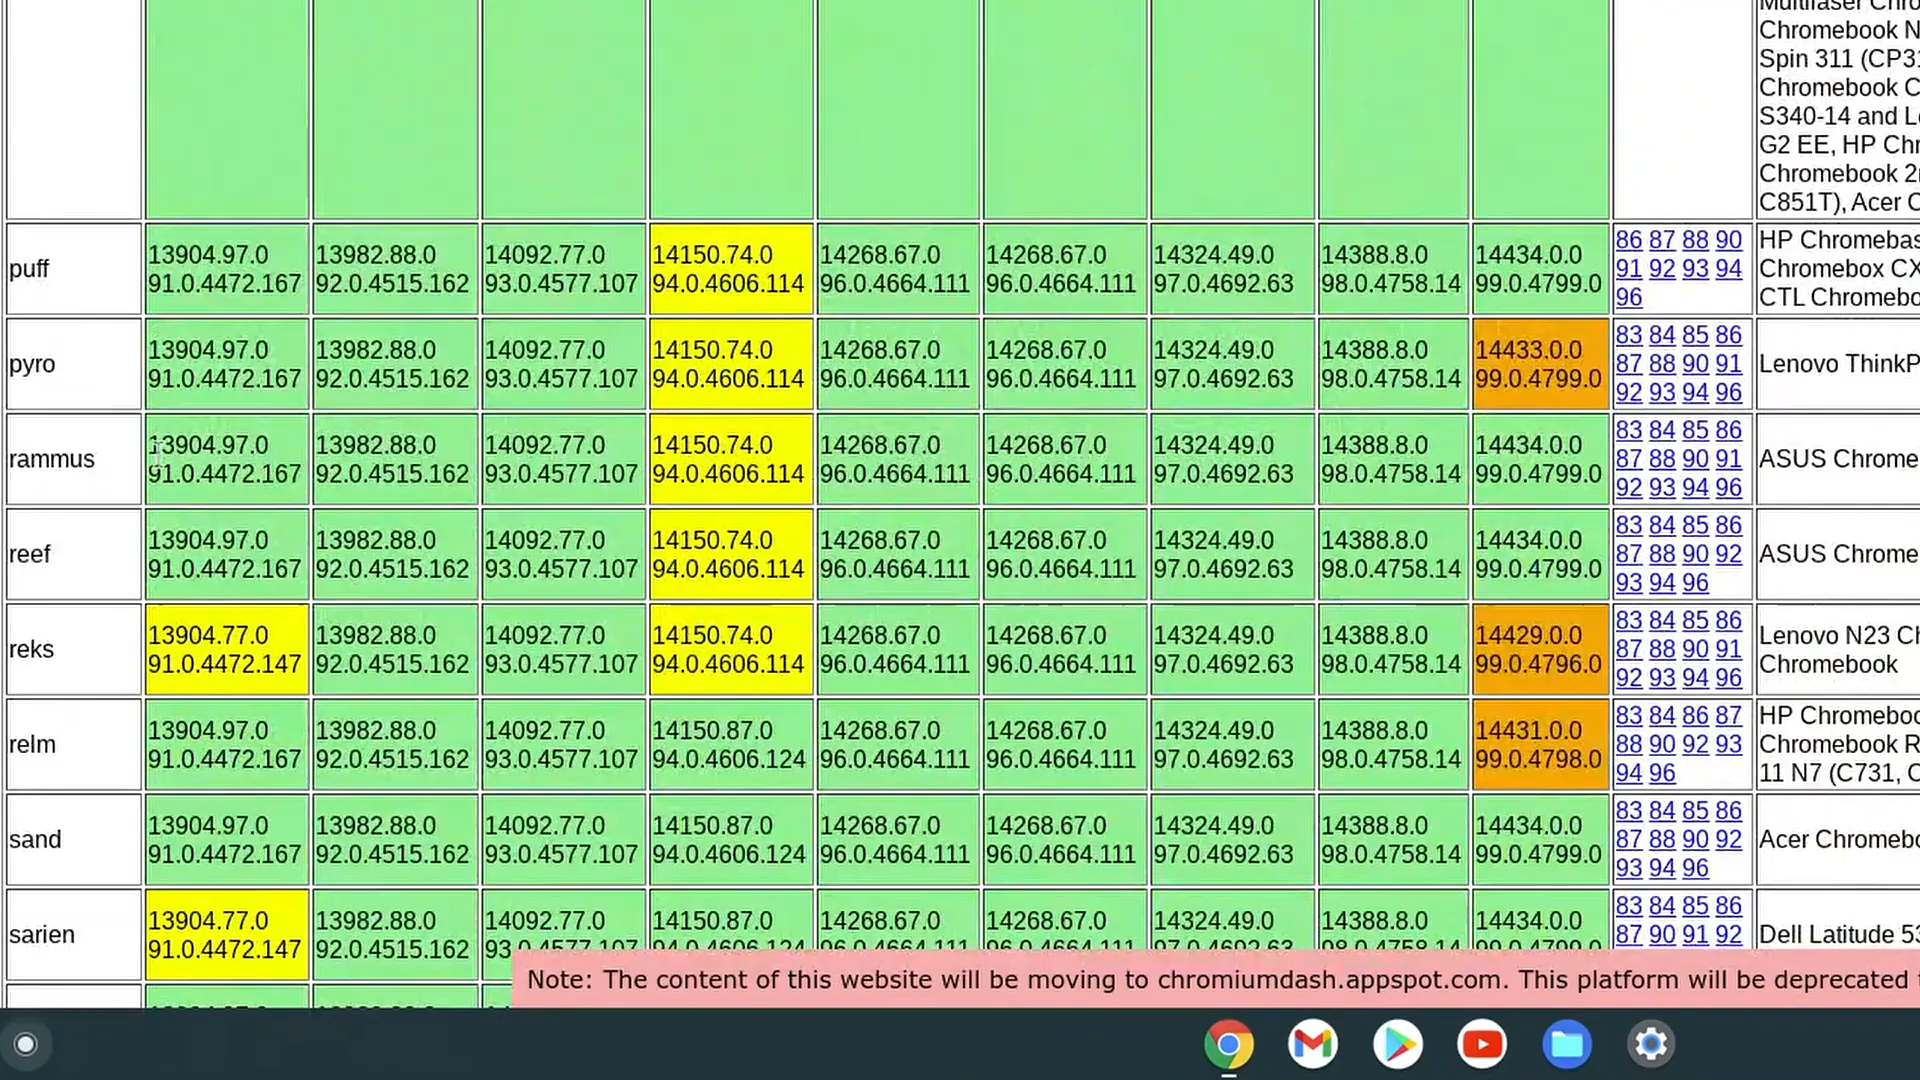 Multilaser Chro
Chromebook N
Spin 311 (CP31
Chromebook C
S340-14 and Le
G2 EE, HP Chr
Chromebook 2
C851T), Acer C
puff
13904.97.0 13982.88.0 14092.77.0 14150.74.0 14268.67.0 14268.67.0 14324.49.0 14388.8.0 14434.0.0
91.0.4472.167 92.0.4515.162 93.0.4577.107 94.0.4606.114 96.0.4664.111 96.0.4664.111 97.0.4692.63 98.0.4758.14 99.0.4799.0
86 87 88 90
91 92 93 94
96
HP Chromebas
Chromebox CX
CTL Chromebo
pyro
13904.97.0 13982.88.0 14092.77.0 14150.74.0 14268.67.0 14268.67.0 14324.49.0 14388.8.0 14433.0.0
91.0.4472.167 92.0.4515.162 93.0.4577.107 94.0.4606.114 96.0.4664.111 96.0.4664.111 97.0.4692.63 98.0.4758.14 99.0.4799.0
83 84 85 86
87 88 90 91
92 93 94 96
Lenovo ThinkP
rammus
13904.97.0 13982.88.0 14092.77.0 14150.74.0 14268.67.0 14268.67.0 14324.49.0 14388.8.0 14434.0.0
91.0.4472.167 92.0.4515.162 93.0.4577.107 94.0.4606.114 96.0.4664.111 96.0.4664.111 97.0.4692.63 98.0.4758.14 99.0.4799.0
83 84 85 86
87 88 90 91
92 93 94 96
ASUS Chrome
reef
13904.97.0 13982.88.0 14092.77.0 14150.74.0 14268.67.0 14268.67.0 14324.49.0 14388.8.0 14434.0.0
91.0.4472.167 92.0.4515.162 93.0.4577.107 94.0.4606.114 96.0.4664.111 96.0.4664.111 97.0.4692.63 98.0.4758.14 99.0.4799.0
83 84 85 86
87 88 90 92
93 94 96
ASUS Chrome
reks
13904.77.0 13982.88.0 14092.77.0 14150.74.0 14268.67.0 14268.67.0 14324.49.0 14388.8.0 14429.0.0
91.0.4472.147 92.0.4515.162 93.0.4577.107 94.0.4606.114 96.0.4664.111 96.0.4664.111 97.0.4692.63 98.0.4758.14 99.0.4796.0
83 84 85 86
87 88 90 91
92 93 94 96
Lenovo N23 Ch
Chromebook
relm
13904.97.0 13982.88.0 14092.77.0 14150.87.0 14268.67.0 14268.67.0 14324.49.0 14388.8.0 14431.0.0
91.0.4472.167 92.0.4515.162 93.0.4577.107 94.0.4606.124 96.0.4664.111 96.0.4664.111 97.0.4692.63 98.0.4758.14 99.0.4798.0
83 84 86 87
88 90 92 93
94 96
HP Chromeboo
Chromebook R
11 N7 (C731, C
sand
13904.97.0 13982.88.0 14092.77.0 14150.87.0 14268.67.0 14268.67.0 14324.49.0 14388.8.0 14434.0.0
91.0.4472.167 92.0.4515.162 93.0.4577.107 94.0.4606.124 96.0.4664.111 96.0.4664.111 97.0.4692.63 98.0.4758.14 99.0.4799.0
83 84 85 86
87 88 90 92
93 94 96
Acer Chromebo
sarien
13904.77.0 13982.88.0 14092.77.0 14150.87.0 14268.67.0 14268.67.0 14324.49.0 14388.8.0 14434.0.0
91.0.4472.147 92.0.4515.162 93.0.4577.107 94.0.4606.124 96.0.4664.111 96.0.4664.111 97.0.4692.63 98.0.4758.14 99.0.4799.0
83 84 85 86
87 90 91 92
Dell Latitude 53
Note: The content of this website will be moving to chromiumdash.appspot.com. This platform will be deprecated